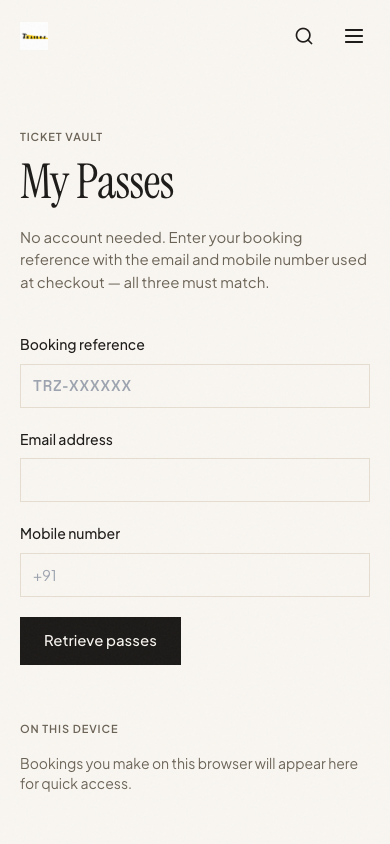 TICKET VAULT
My Passes
No account needed. Enter your booking
reference with the email and mobile number used
at checkout — all three must match.
Booking reference
TRZ-XXXXXX
Email address
Mobile number
+91
Retrieve passes
ON THIS DEVICE
Bookings you make on this browser will appear here
for quick access.